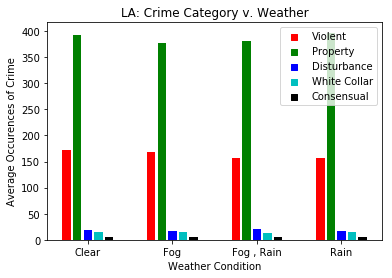 LA: Crime Category v. Weather
Violent
Property
Disturbance
White Collar
Consensual
Average Occurences of Crime
400
350
300
250
200
150
100
50
0
Clear
Fog
Fog , Rain
Rain
Weather Condition